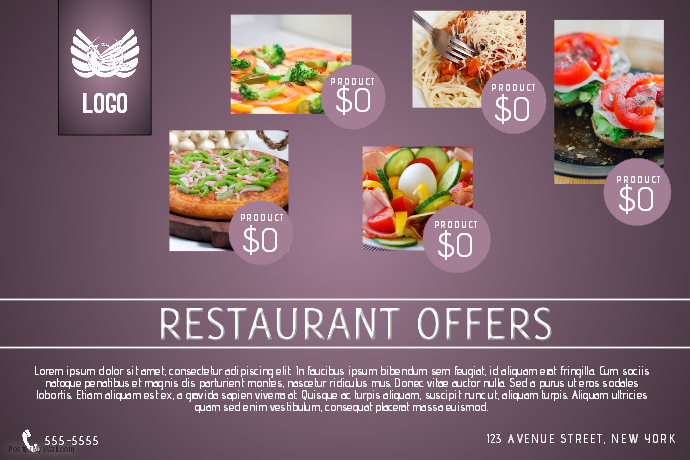 LOGO
PRODUCT
$0
PRODUCT
$0
PRODUCT
$0
PRODUCT
$0
PRODUCT
$0
RESTAURANT OFFERS
Lorem ipsum dolor sit amet, consectetur adipiscing elit. In faucibus ipsum bibendum sem feugiat, id aliquam erat fringilla. Cum sociis
natoque penatibus et magnis dis parturient montes, nascetur ridiculus mus. Donec vitae auctor nulla. Sed a purus ut eros sodales
lobortis. Etiam aliquam est ex, a gravida sapien viverra at. Quisque ac turpis aliquam, suscipit runc ut, aliquam turpis. Aliquam ultricies
quam sed enim vestibulum, consequat placerat massa euismod.
555-5555
123 AVENUE STREET, NEW YORK